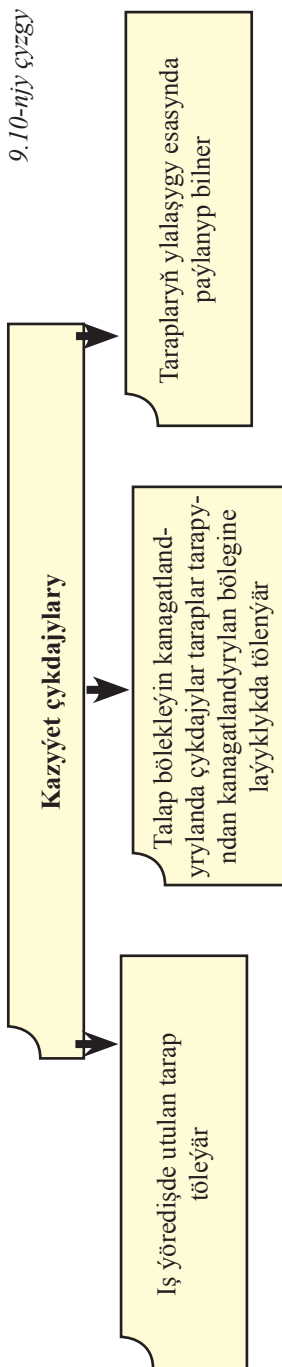 9.10-njy çyzgy
Kazyýet çykdajylary
Iş ýöredişde utulan tarap
töleýär
Talap bölekleýin kanagatland-
yrylanda çykdajylar taraplar tarapy-
ndan kanagatlandyrylan bölegine
laýyklykda tölenýär
Taraplaryň ylalaşygy esasynda
paýlanyp bilner